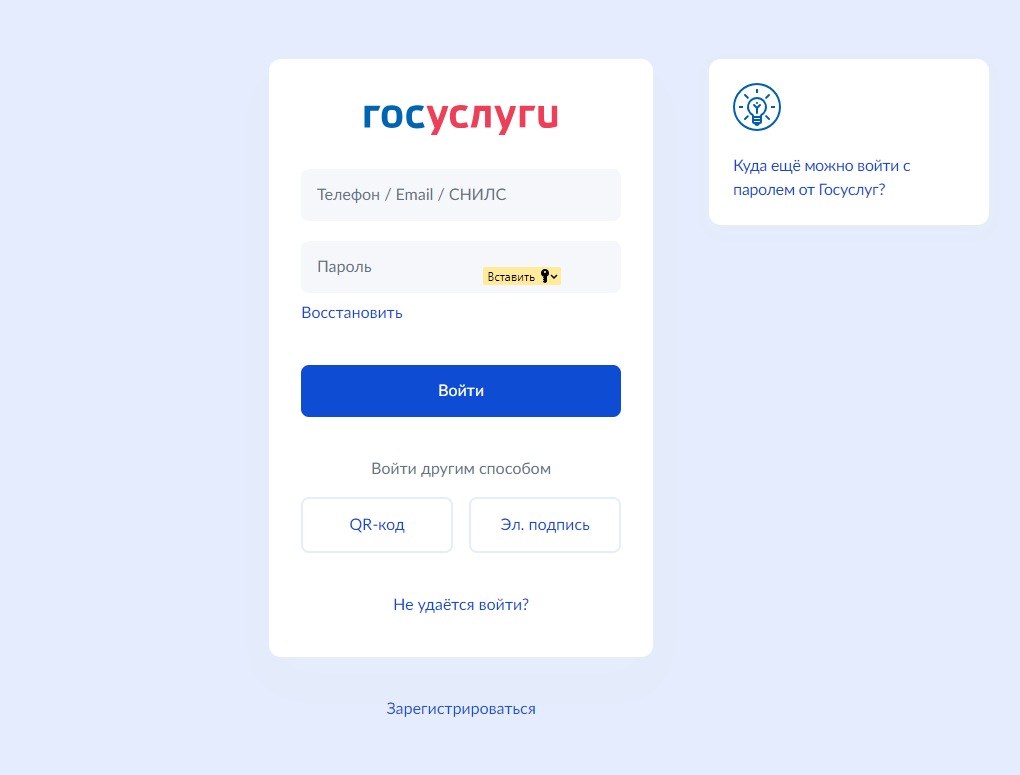 госуслуги
Телефон / Email / СНИЛС
Пароль
Вставить
Восстановить
Войти
Войти другим способом
QR-код
Эл. подпись
Не удаётся войти?
Зарегистрироваться
Куда ещё можно войти с
паролем от Госуслуг?